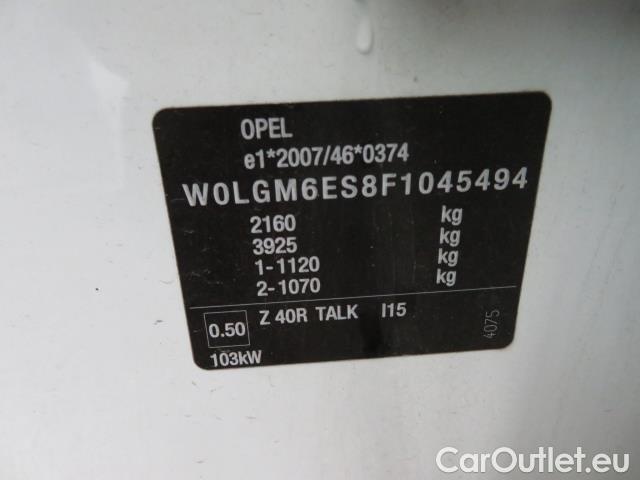 OPEL
e1*2007/46*0374
W0LGM6ES8F1045494
2160 kg
3925 kg
1-1120 kg
2-1070 kg
0.50 Z 40R TALK I15
103kW
4075
CarOutlet.eu